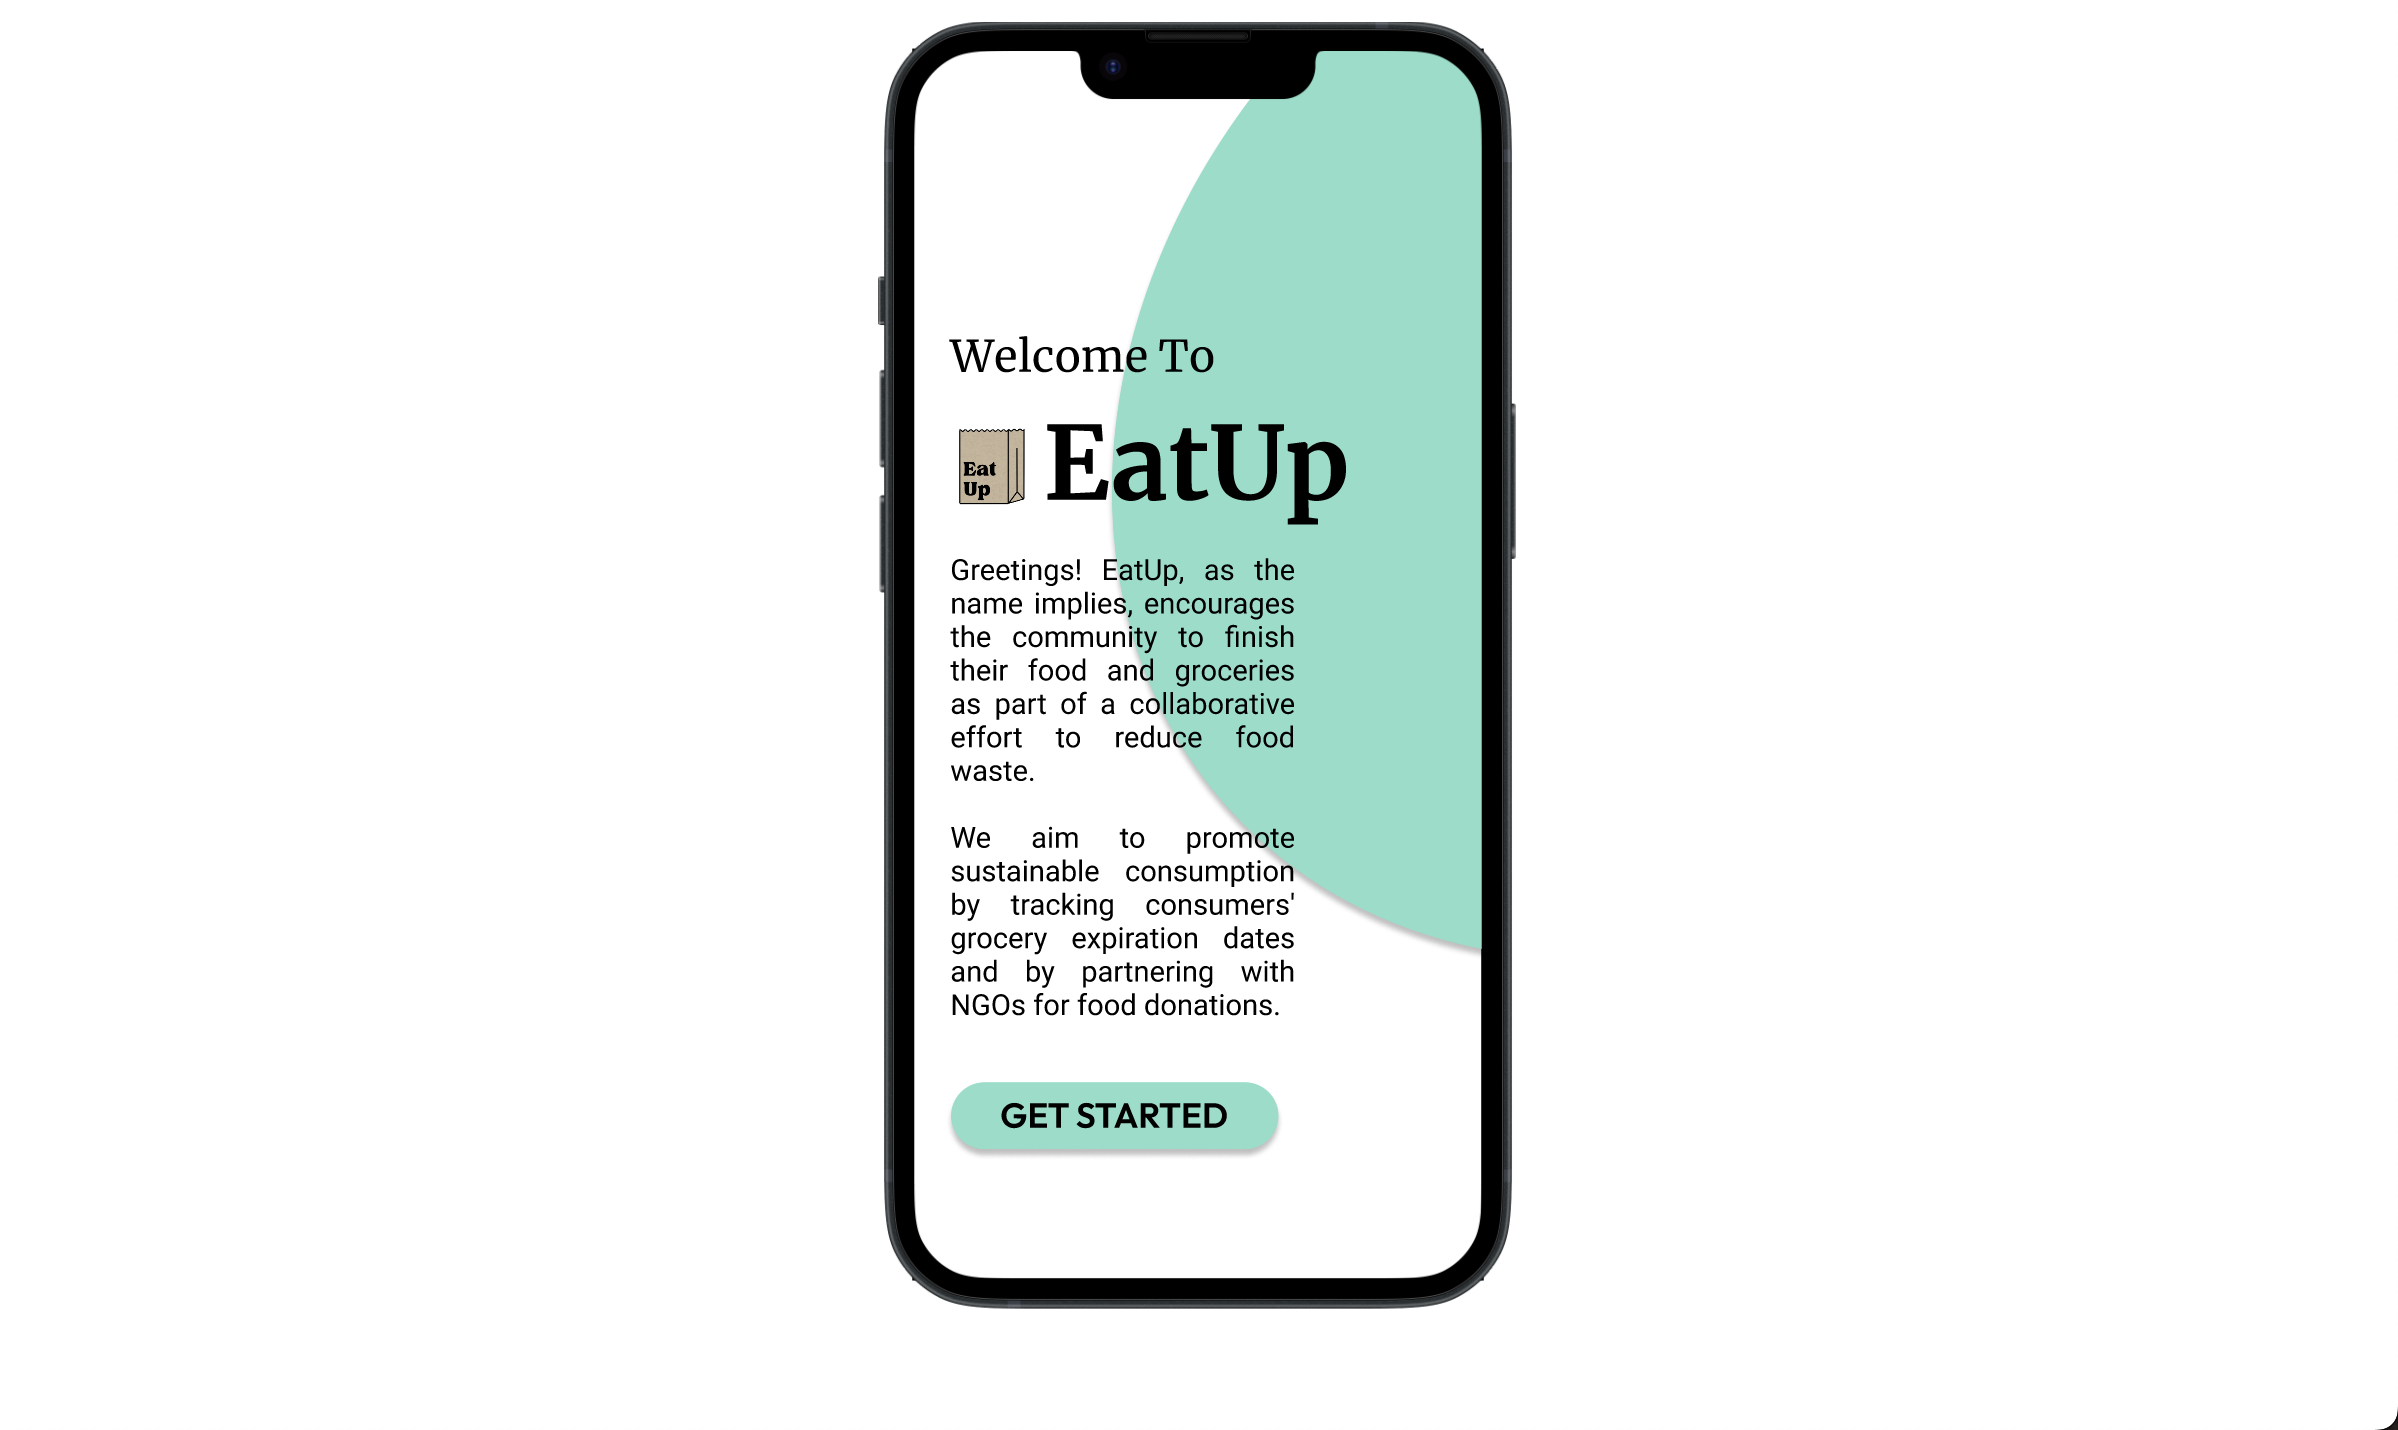 Welcome To
Eat
Up
EatUp
Greetings! EatUp, as the
name implies, encourages
the community to finish
their food and groceries
as part of a collaborative
effort to reduce food
waste.
We aim to promote
sustainable consumption
by tracking consumers'
grocery expiration dates
and by partnering with
NGOs for food donations.
GET STARTED